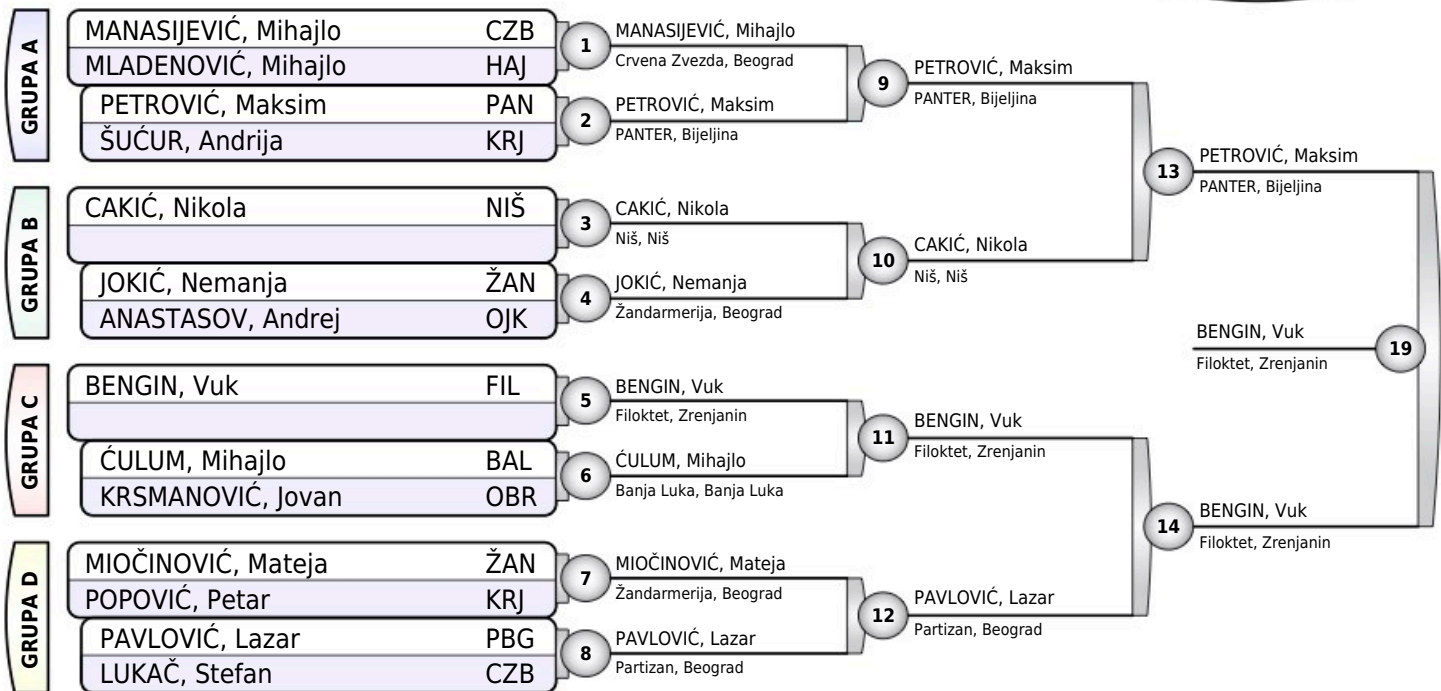 GRUPA A
MANASIJEVIĆ, Mihajlo CZB
MLADENOVIĆ, Mihajlo HAJ
PETROVIĆ, Maksim PAN
ŠUĆUR, Andrija KRJ
GRUPA B
CAKIĆ, Nikola NIŠ
JOKIĆ, Nemanja ŽAN
ANASTASOV, Andrej OJK
GRUPA C
BENGIN, Vuk FIL
ĆULUM, Mihajlo BAL
KRSMANOVIĆ, Jovan OBR
GRUPA D
MIOČINOVIĆ, Mateja ŽAN
POPOVIĆ, Petar KRJ
PAVLOVIĆ, Lazar PBG
LUKAČ, Stefan CZB
1
MANASIJEVIĆ, Mihajlo
Crvena Zvezda, Beograd
2
PETROVIĆ, Maksim
PANTER, Bijeljina
3
CAKIĆ, Nikola
Niš, Niš
4
JOKIĆ, Nemanja
Žandarmerija, Beograd
5
BENGIN, Vuk
Filoktet, Zrenjanin
6
ĆULUM, Mihajlo
Banja Luka, Banja Luka
7
MIOČINOVIĆ, Mateja
Žandarmerija, Beograd
8
PAVLOVIĆ, Lazar
Partizan, Beograd
9
PETROVIĆ, Maksim
PANTER, Bijeljina
10
CAKIĆ, Nikola
Niš, Niš
11
BENGIN, Vuk
Filoktet, Zrenjanin
12
PAVLOVIĆ, Lazar
Partizan, Beograd
13
PETROVIĆ, Maksim
PANTER, Bijeljina
14
BENGIN, Vuk
Filoktet, Zrenjanin
BENGIN, Vuk
Filoktet, Zrenjanin
19